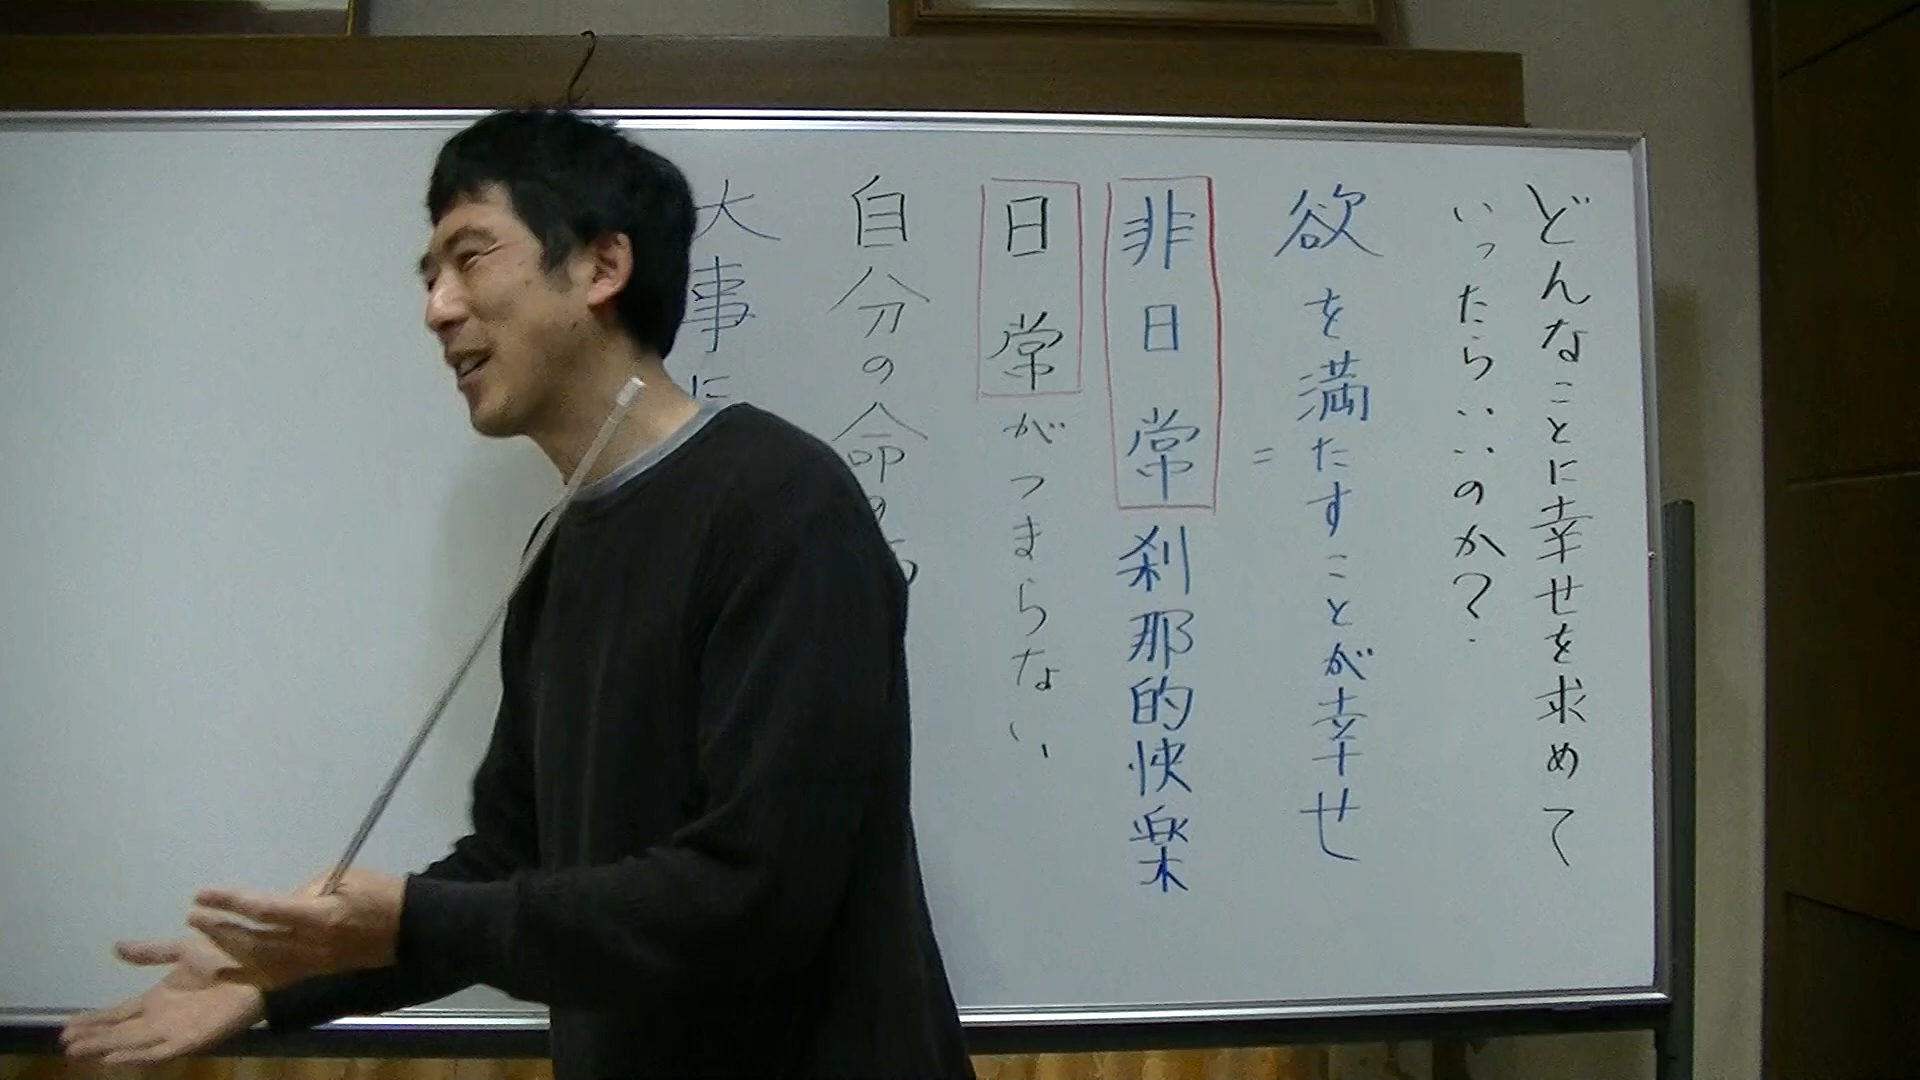 どんなことに幸せを求めて
いったらいいのか?
欲を満たすことが幸せ
=
非日常刹那的快楽
日常がつまらない
自分の命の
大事に